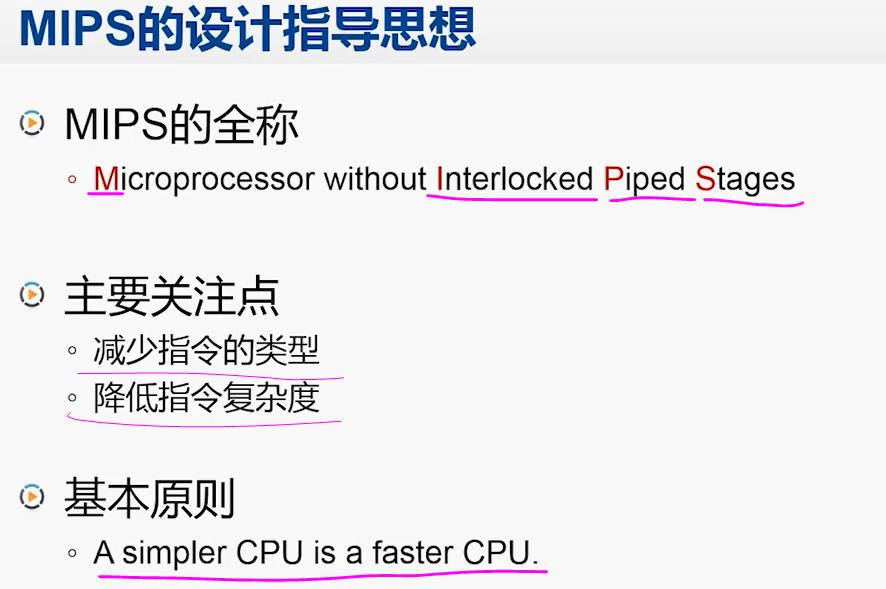 MIPS的设计指导思想
MIPS的全称
Microprocessor without Interlocked Piped Stages
主要关注点
减少指令的类型
降低指令复杂度
基本原则
A simpler CPU is a faster CPU.